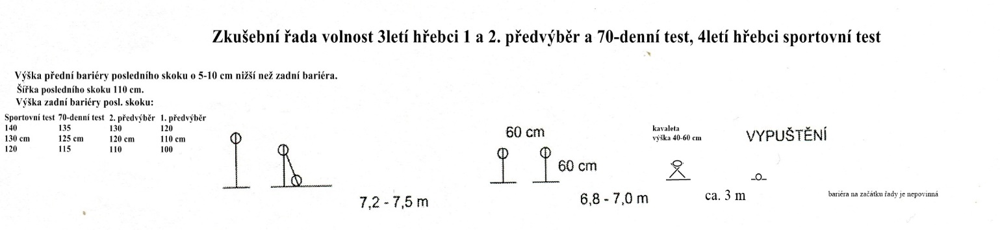 Zkušební řada volnost 3letí hřebci 1 a 2. předvýběr a 70-denní test, 4letí hřebci sportovní test
Výška přední bariéry posledního skoku o 5-10 cm nižší než zadní bariéra.
Šířka posledního skoku 110 cm.
Výška zadní bariéry posl. skoku:
Sportovní test 70-denní test 2. předvýběr 1. předvýběr
140 135 130 120
130 cm 125 cm 120 cm 110 cm
120 115 110 100
60 cm
60 cm
kavaleta
výška 40-60 cm
VYPUŠTĚNÍ
7,2 - 7,5 m
6,8 - 7,0 m
ca. 3 m
bariéra na začátku řady je nepovinná